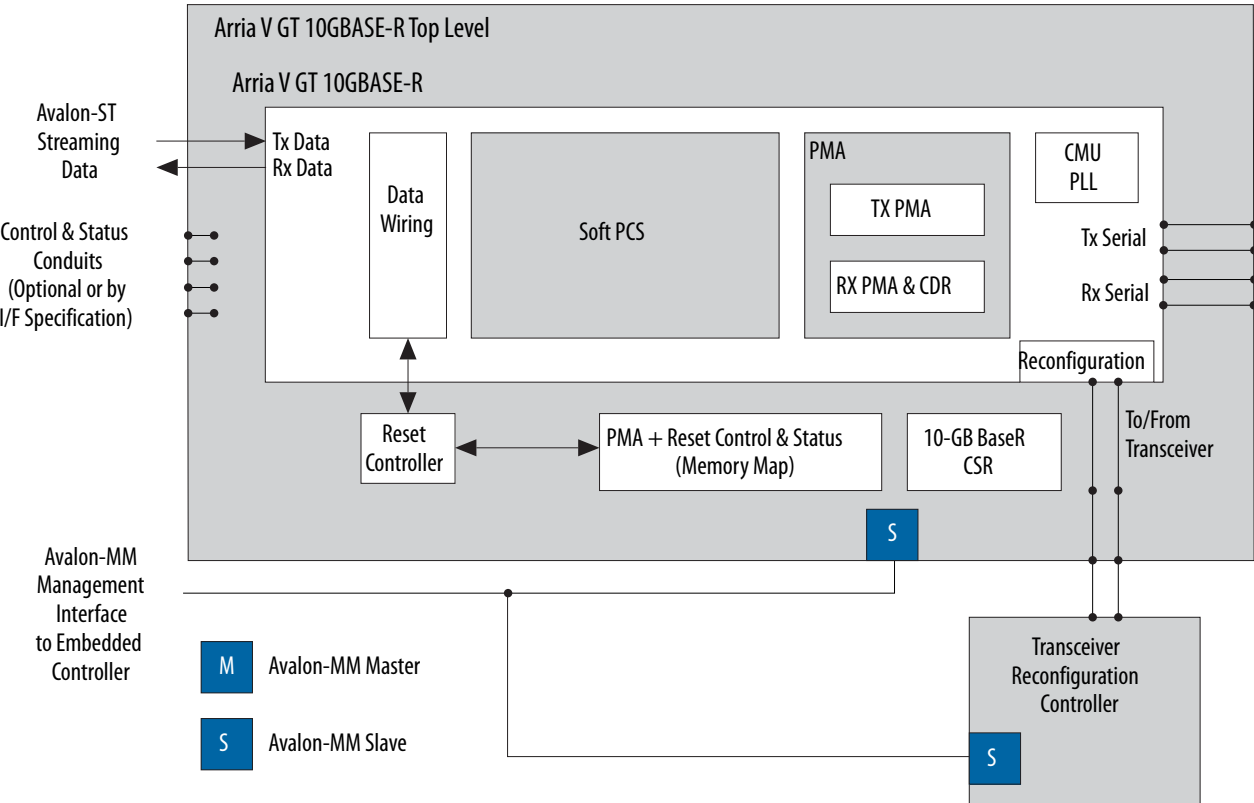 Arria V GT 10GBASE-R Top Level
Arria V GT 10GBASE-R
Avalon-ST
Streaming
Data
Tx Data
Rx Data
Data
Wiring
Soft PCS
PMA
TX PMA
RX PMA & CDR
CMU
PLL
Tx Serial
Rx Serial
Control & Status
Conduits
(Optional or by
I/F Specification)
Reconfiguration
To/From
Transceiver
Reset
Controller
PMA + Reset Control & Status
(Memory Map)
10-GB BaseR
CSR
S
Avalon-MM
Management
Interface
to Embedded
Controller
M
Avalon-MM Master
S
Avalon-MM Slave
Transceiver
Reconfiguration
Controller
S